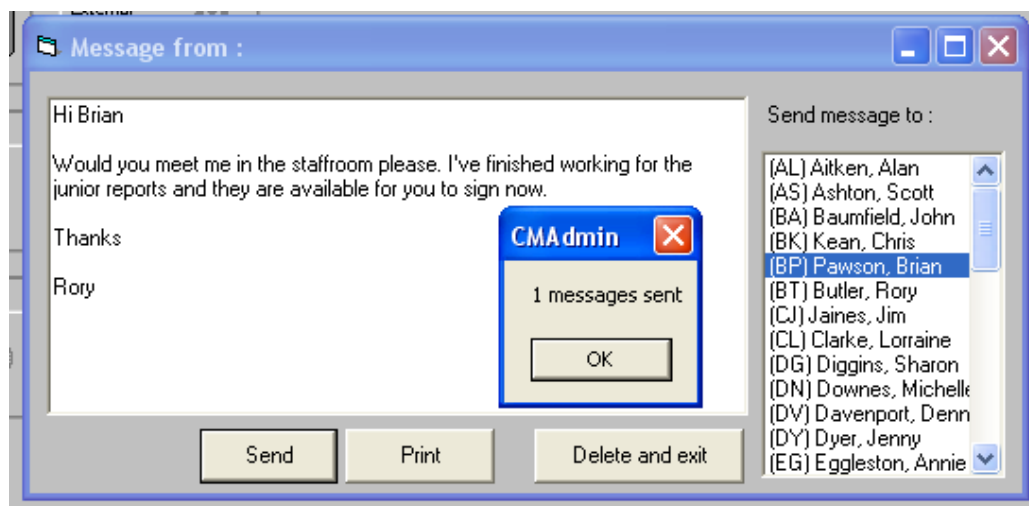 External
Message from :
Hi Brian
Would you meet me in the staffroom please. I've finished working for the
junior reports and they are available for you to sign now.
Thanks
Rory
CMAdmin
1 messages sent
OK
Send
Print
Delete and exit
Send message to :
(AL) Aitken, Alan
(AS) Ashton, Scott
(BA) Baumfield, John
(BK) Kean, Chris
(BP) Pawson, Brian
(BT) Butler, Rory
(CJ) Jaines, Jim
(CL) Clarke, Lorraine
(DG) Diggins, Sharon
(DN) Downes, Michelle
(DV) Davenport, Denn
(DY) Dyer, Jenny
(EG) Eggleston, Annie